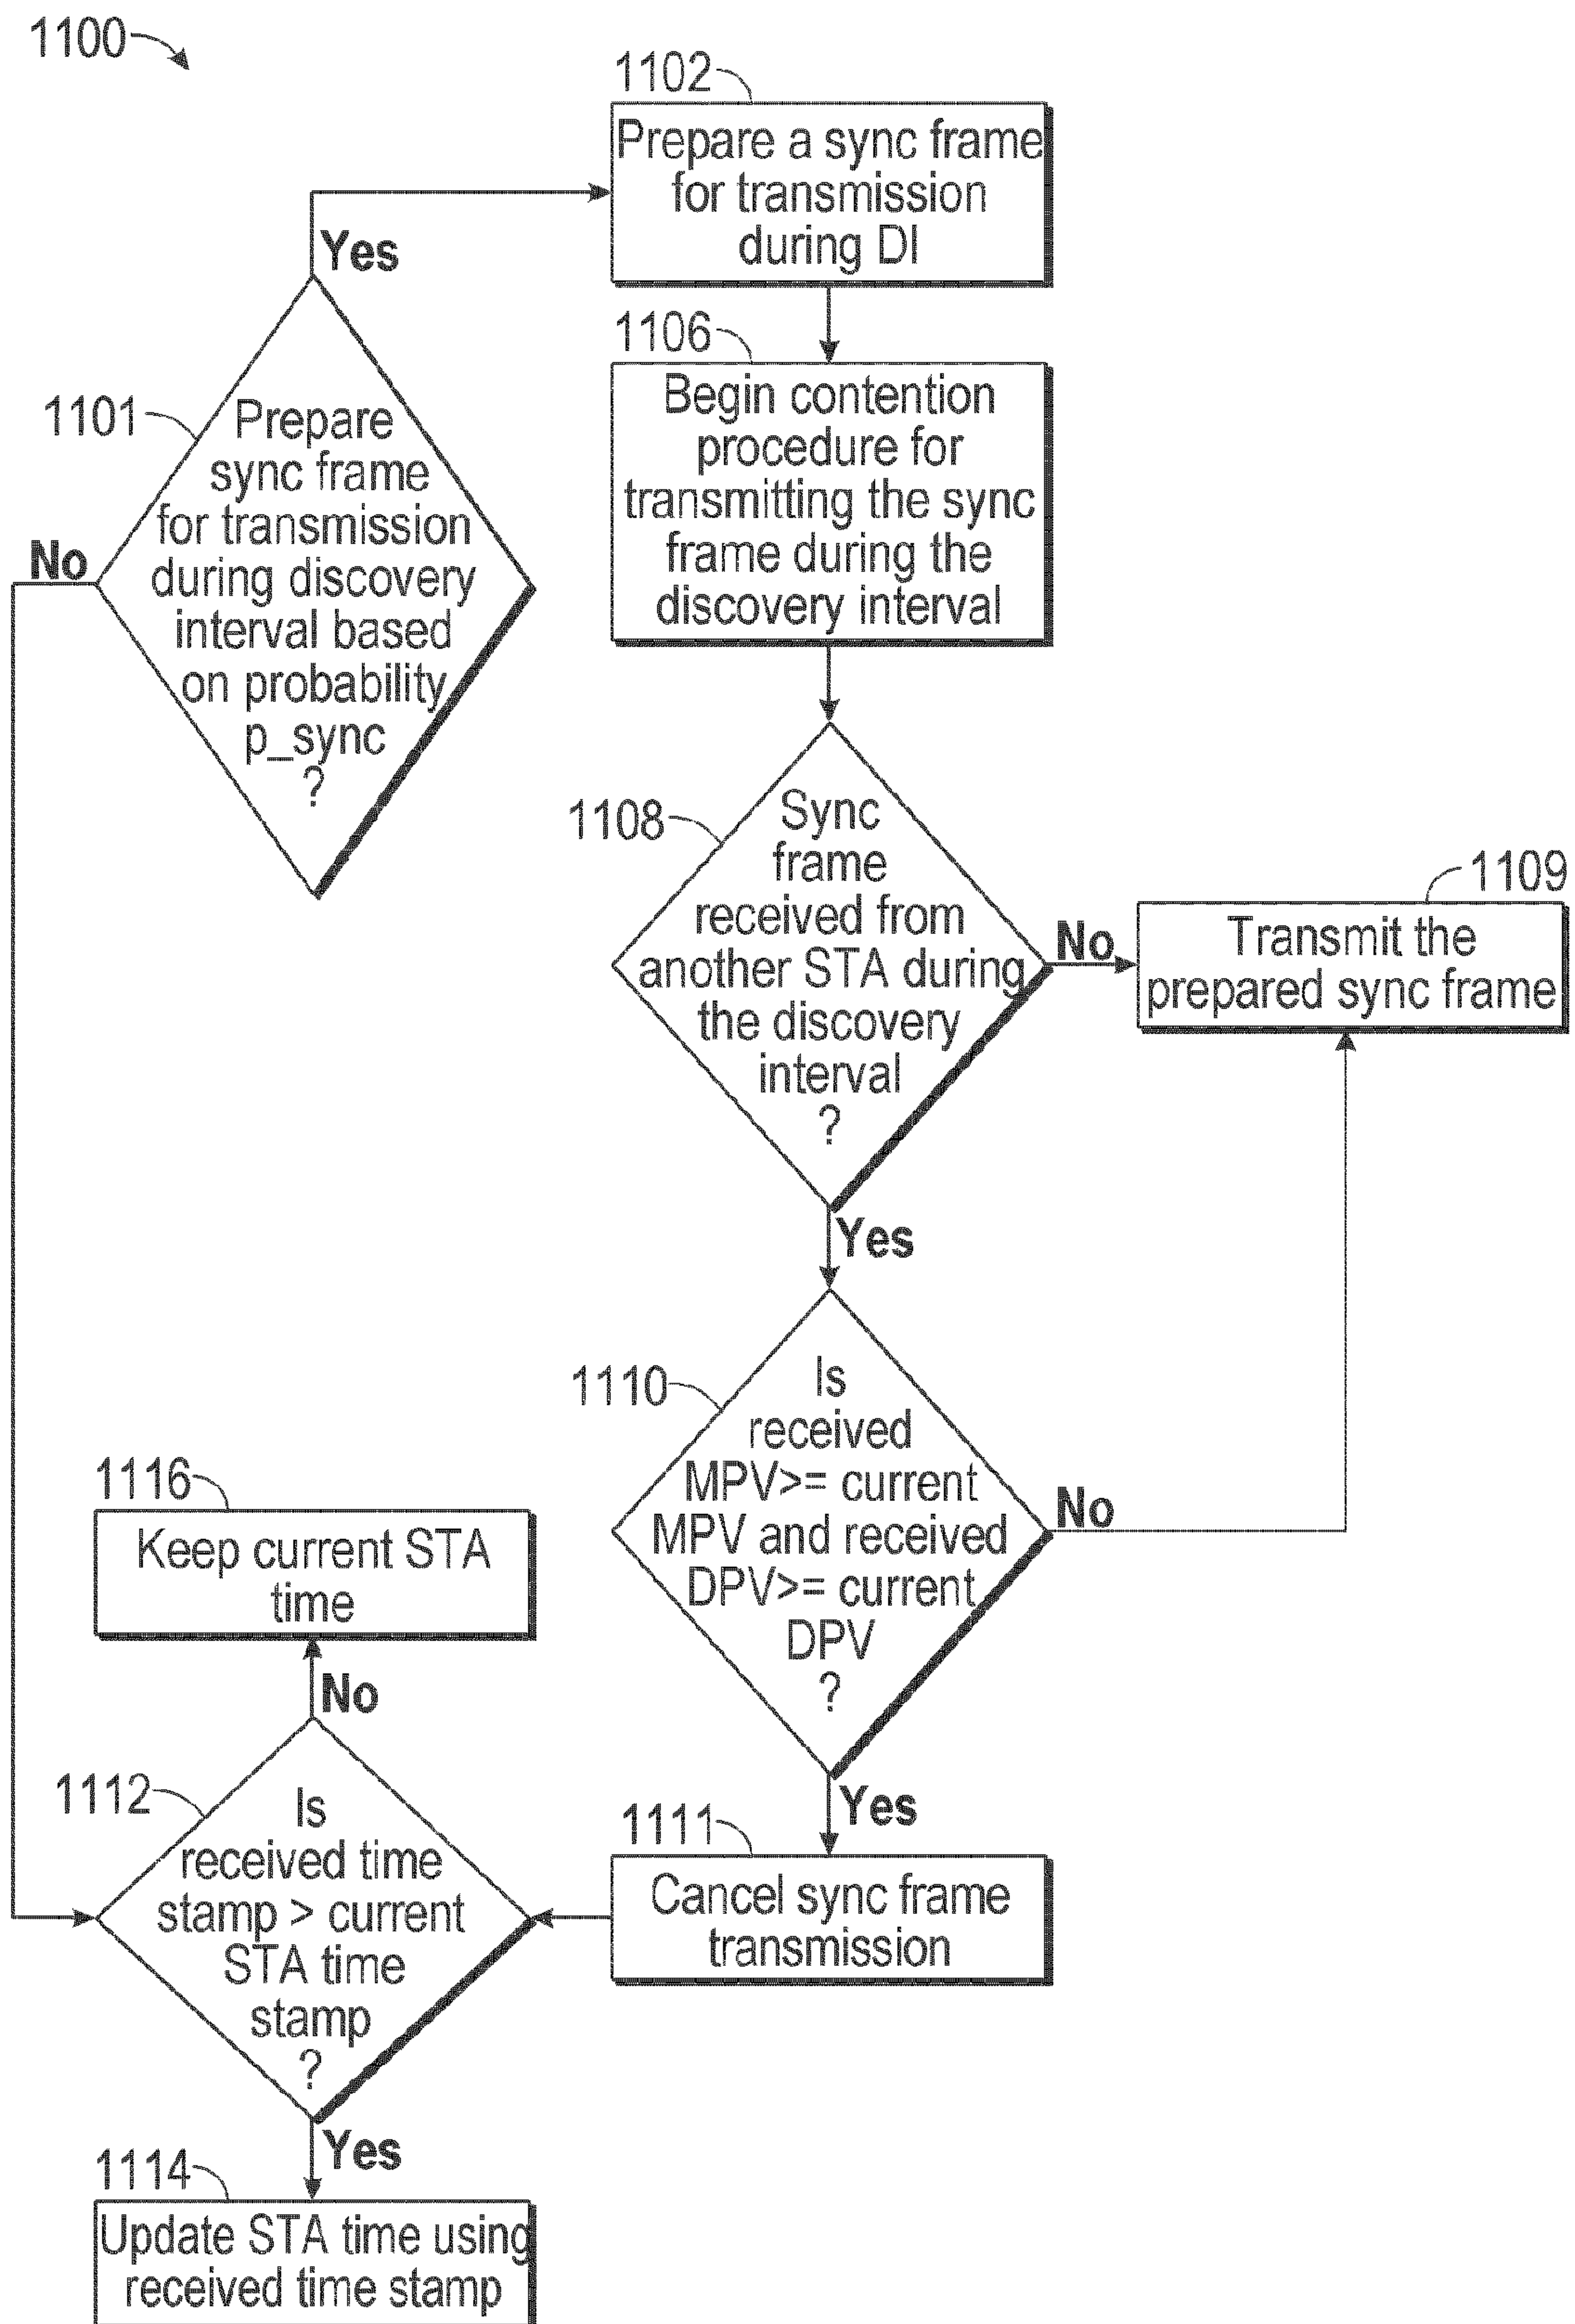 1100
1102
Prepare a sync frame
for transmission
during DI
Yes
1106
Begin contention
procedure for
transmitting the sync
frame during the
discovery interval
1101
Prepare
sync frame
for transmission
during discovery
interval based
on probability
p_sync
?
No
1108
Sync
frame
received from
another STA during
the discovery
interval
?
No
1109
Transmit the
prepared sync frame
Yes
1110
Is
received
MPV>= current
MPV and received
DPV>= current
DPV
?
No
1116
Keep current STA
time
No
Yes
1111
Cancel sync frame
transmission
1112
Is
received time
stamp > current
STA time
stamp
?
Yes
1114
Update STA time using
received time stamp